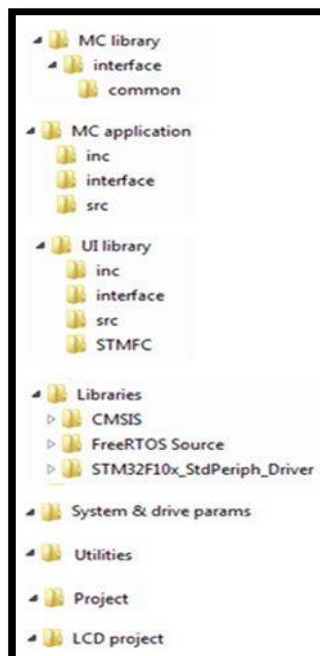 MC library
interface
common
MC application
inc
interface
src
UI library
inc
interface
src
STMFC
Libraries
CMSIS
FreeRTOS Source
STM32F10x_StdPeriph_Driver
System & drive params
Utilities
Project
LCD project